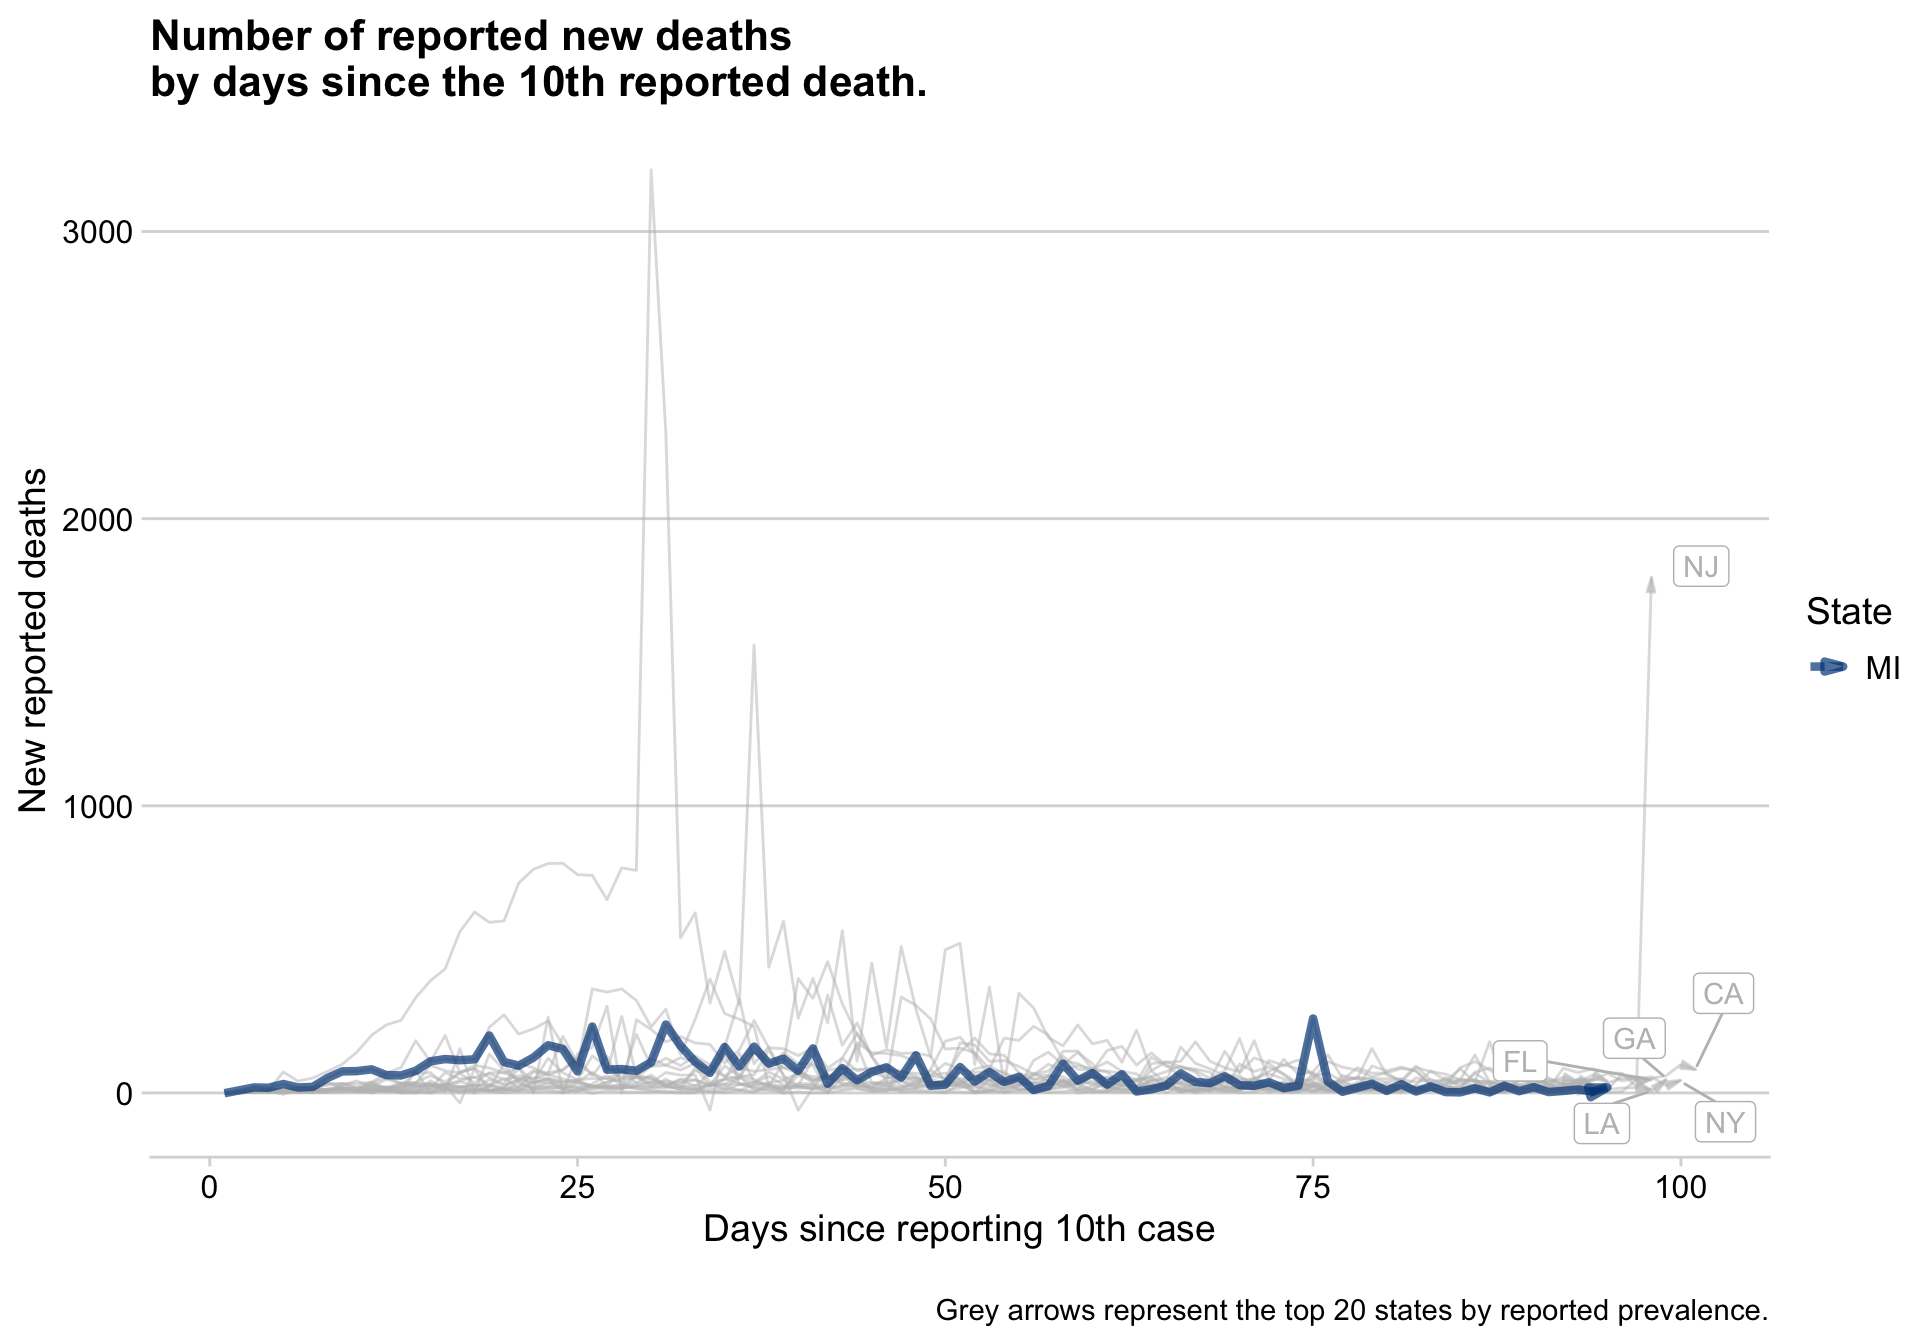 Number of reported new deaths
by days since the 10th reported death.
New reported deaths
3000
2000
1000
0
NJ
CA
GA
FL
LA
NY
State
MI
0 25 50 75 100
Days since reporting 10th case
Grey arrows represent the top 20 states by reported prevalence.